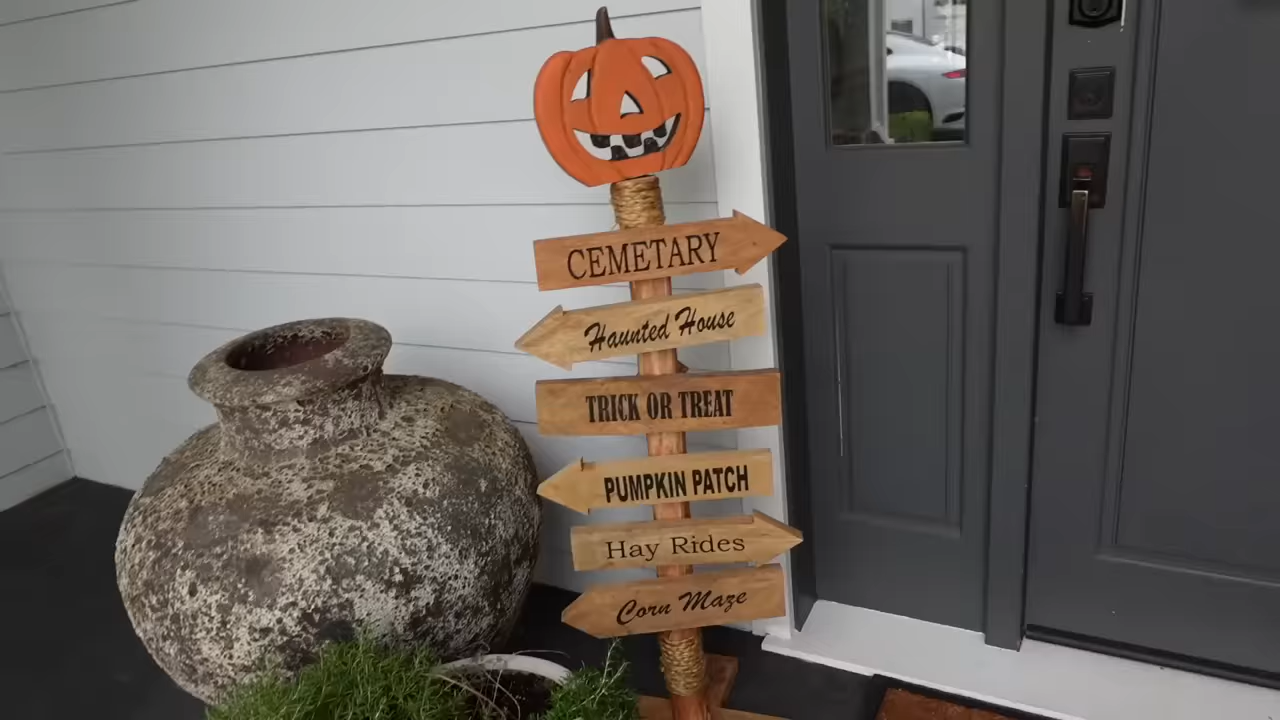 CEMETARY
Haunted House
TRICK OR TREAT
PUMPKIN PATCH
Hay Rides
Corn Maze